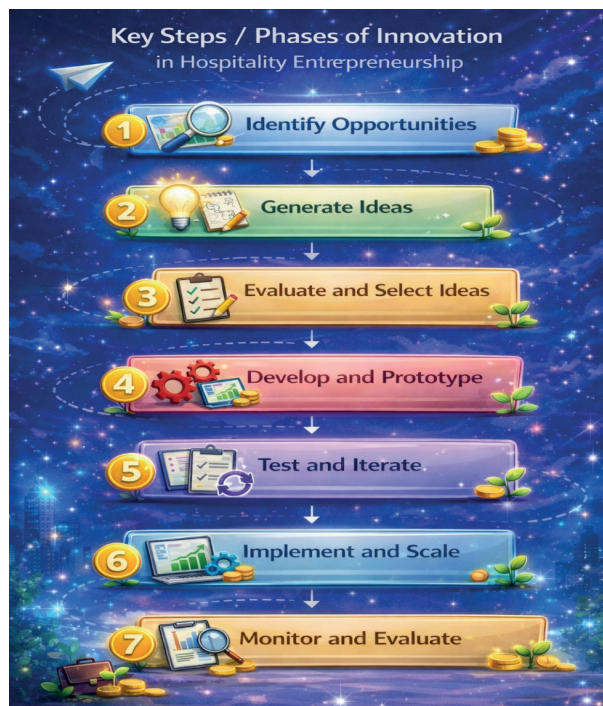 Key Steps / Phases of Innovation
in Hospitality Entrepreneurship
1 Identify Opportunities
2 Generate Ideas
3 Evaluate and Select Ideas
4 Develop and Prototype
5 Test and Iterate
6 Implement and Scale
7 Monitor and Evaluate